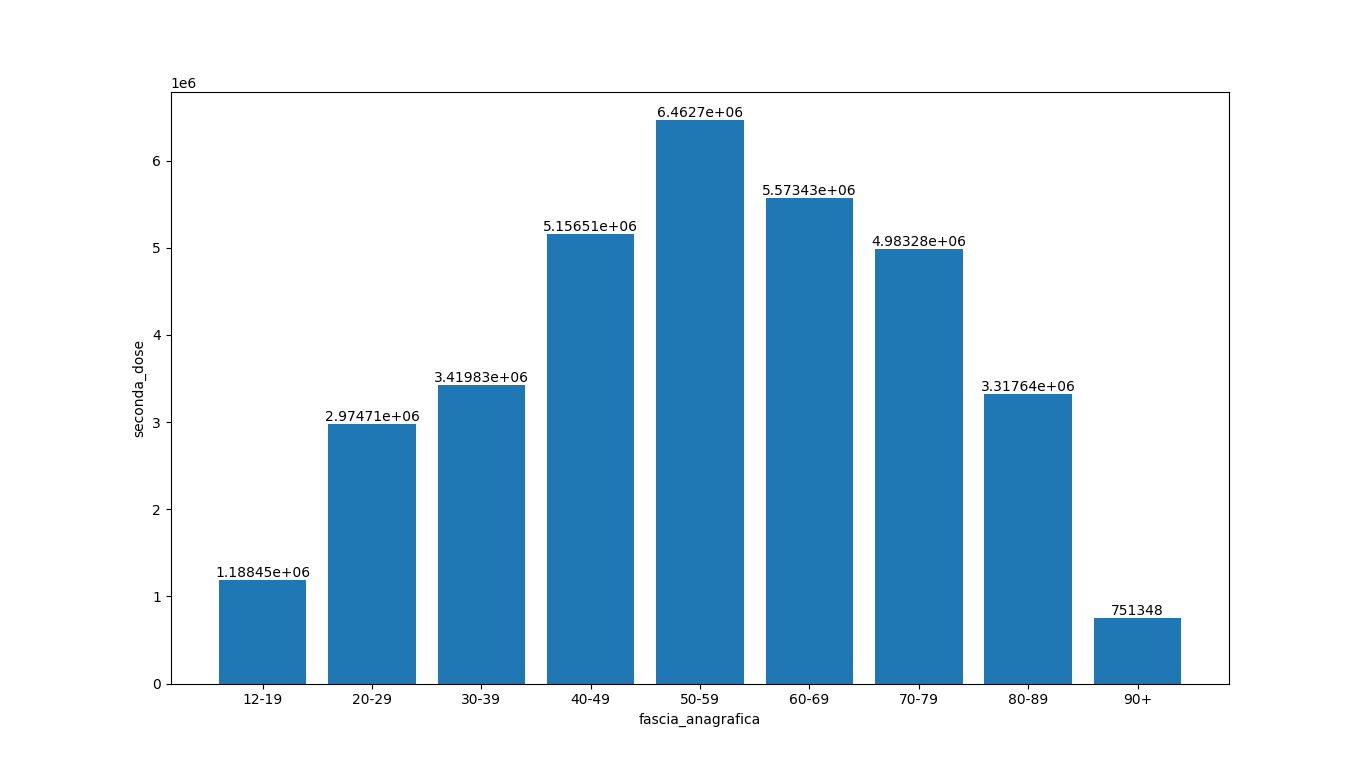 1e6
6.4627e+06
5.57343e+06
5.15651e+06
4.98328e+06
3.41983e+06
3.31764e+06
2.97471e+06
1.18845e+06
751348
6
5
4
3
2
1
0
seconda_dose
12-19 20-29 30-39 40-49 50-59 60-69 70-79 80-89 90+
fascia_anagrafica